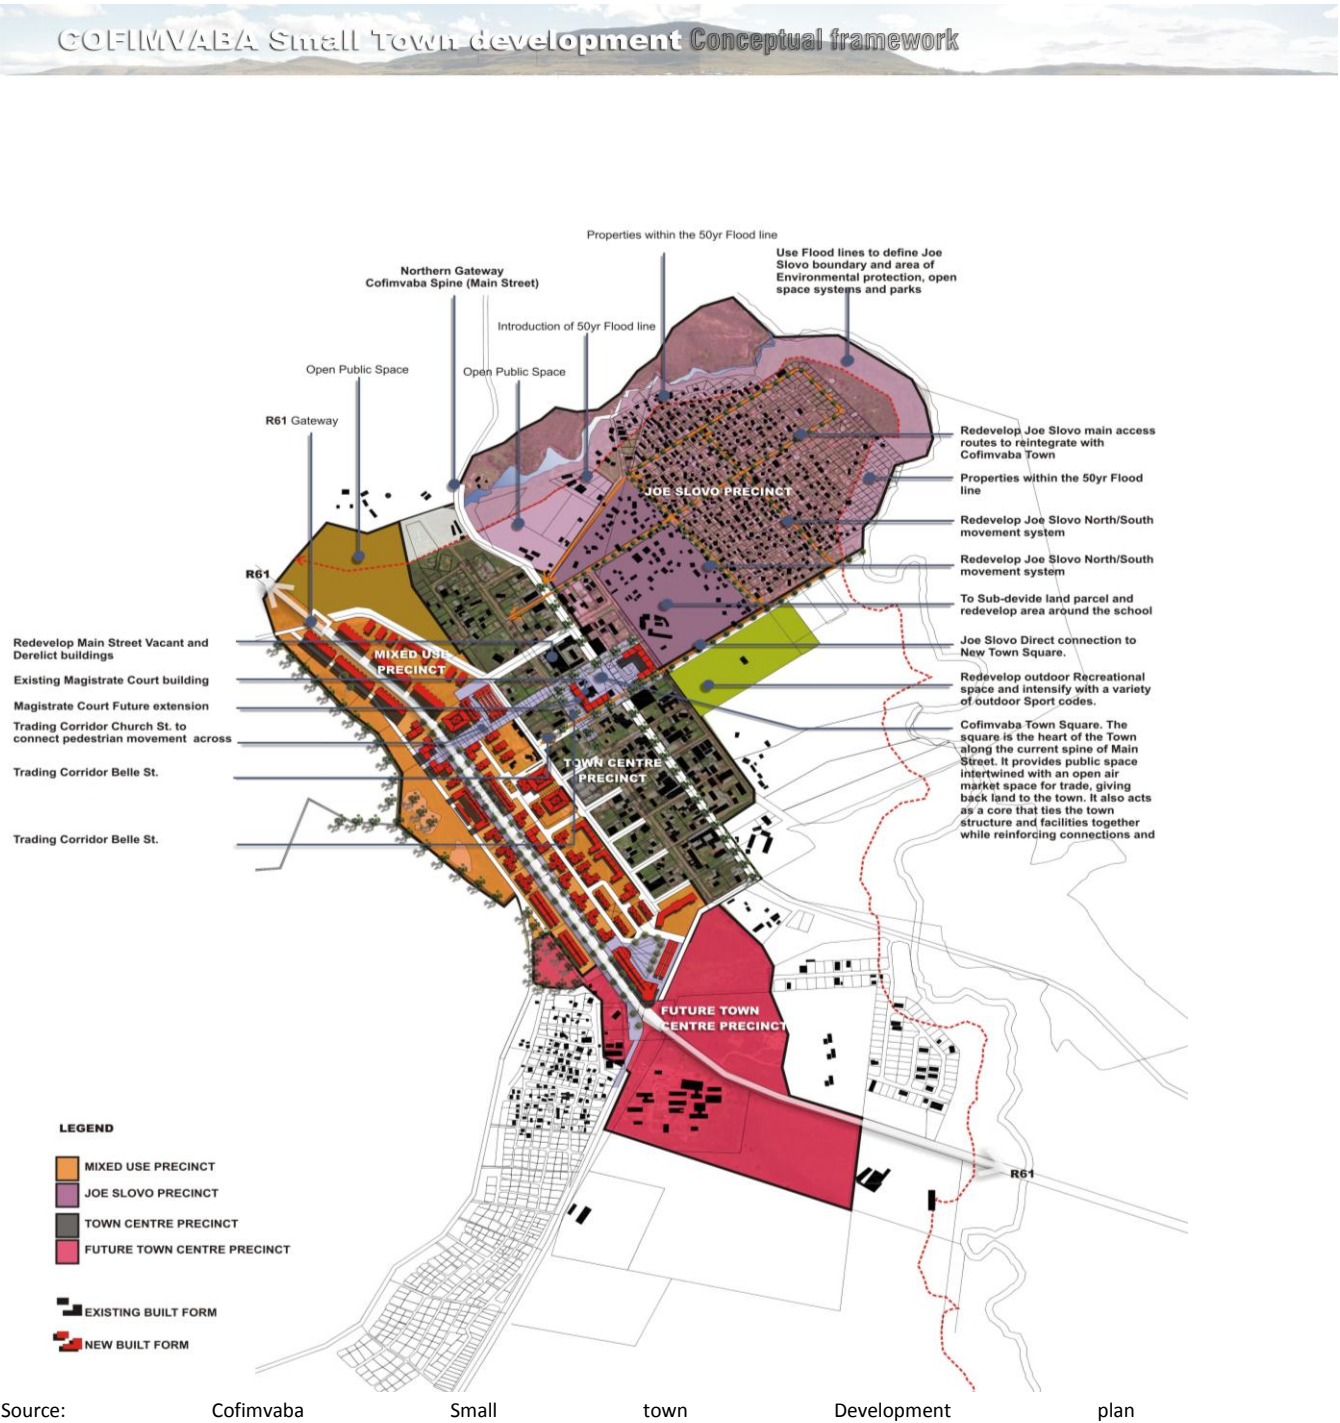 COFIMVABA Small Town development Conceptual framework
Properties within the 50yr Flood line
Use Flood lines to define Joe
Slovo boundary and area of
Environmental protection, open
space systems and parks
Northern Gateway
Cofimvaba Spine (Main Street)
Introduction of 50yr Flood line
Open Public Space
Open Public Space
R61 Gateway
Redevelop Joe Slovo main access
routes to reintegrate with
Cofimvaba Town
Properties within the 50yr Flood
line
JOE SLOVO PRECINCT
Redevelop Joe Slovo North/South
movement system
Redevelop Joe Slovo North/South
movement system
R61
To Sub-devide land parcel and
redevelop area around the school
Joe Slovo Direct connection to
New Town Square.
Redevelop Main Street Vacant and
Derelict buildings
MIXED USE
PRECINCT
Existing Magistrate Court building
Redevelop outdoor Recreational
space and intensify with a variety
of outdoor Sport codes.
Magistrate Court Future extension
Trading Corridor Church St. to
connect pedestrian movement across
Cofimvaba Town Square. The
square is the heart of the Town
along the current spine of Main
Street. It provides public space
intertwined with an open air
market space for trade, giving
back land to the town. It also acts
as a core that ties the town
structure and facilities together
while reinforcing connections and
TOWN CENTRE
PRECINCT
Trading Corridor Belle St.
Trading Corridor Belle St.
FUTURE TOWN
CENTRE PRECINCT
R61
LEGEND
MIXED USE PRECINCT
JOE SLOVO PRECINCT
TOWN CENTRE PRECINCT
FUTURE TOWN CENTRE PRECINCT
EXISTING BUILT FORM
NEW BUILT FORM
Source: Cofimvaba Small town Development plan